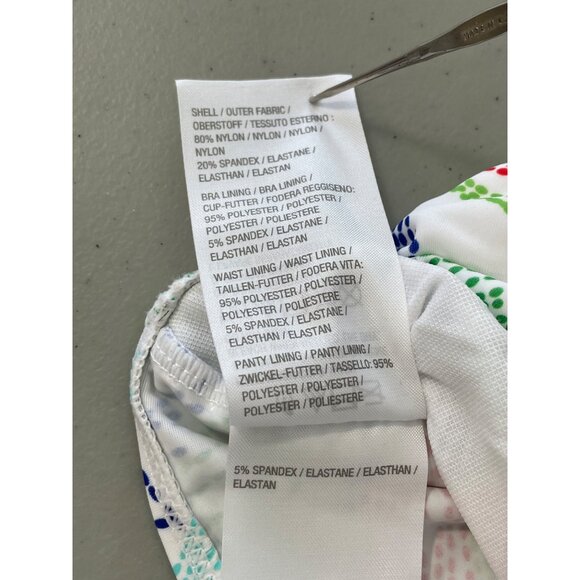 SHELL / OUTER FABRIC /
OBERSTOFF / TESSUTO ESTERNO :
80% NYLON / NYLON / NYLON /
NYLON
20% SPANDEX / ELASTANE /
ELASTHAN / ELASTAN
BRA LINING / BRA LINING /
CUP-FUTTER / FODERA REGGISENO:
95% POLYESTER / POLYESTER /
POLYESTER / POLIESTERE
5% SPANDEX / ELASTANE /
ELASTHAN / ELASTAN
WAIST LINING / WAIST LINING /
TAILLEN-FUTTER / FODERA VITA:
95% POLYESTER / POLYESTER /
POLYESTER / POLIESTERE
5% SPANDEX / ELASTANE /
ELASTHAN / ELASTAN
PANTY LINING / PANTY LINING /
ZWICKEL-FUTTER / TASSELLO: 95%
POLYESTER / POLYESTER /
POLYESTER / POLIESTERE
5% SPANDEX / ELASTANE / ELASTHAN /
ELASTAN